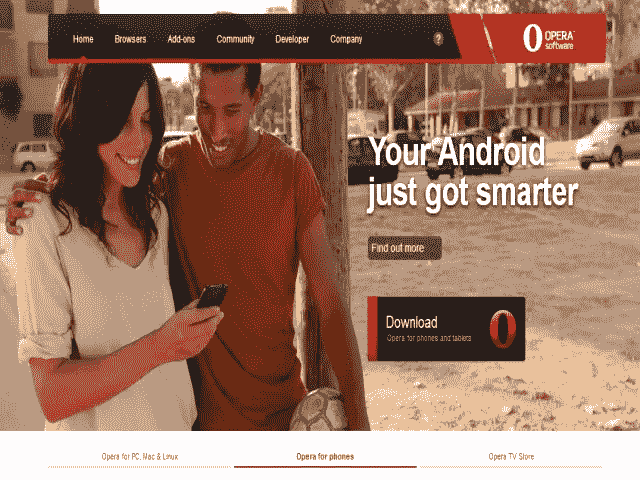 Home Browsers Add-ons Community Developer Company ?
OPERA
software
Your Android
just got smarter
Find out more
Download
Opera for phones and tablets
Opera for PC, Mac & Linux Opera for phones Opera TV Store